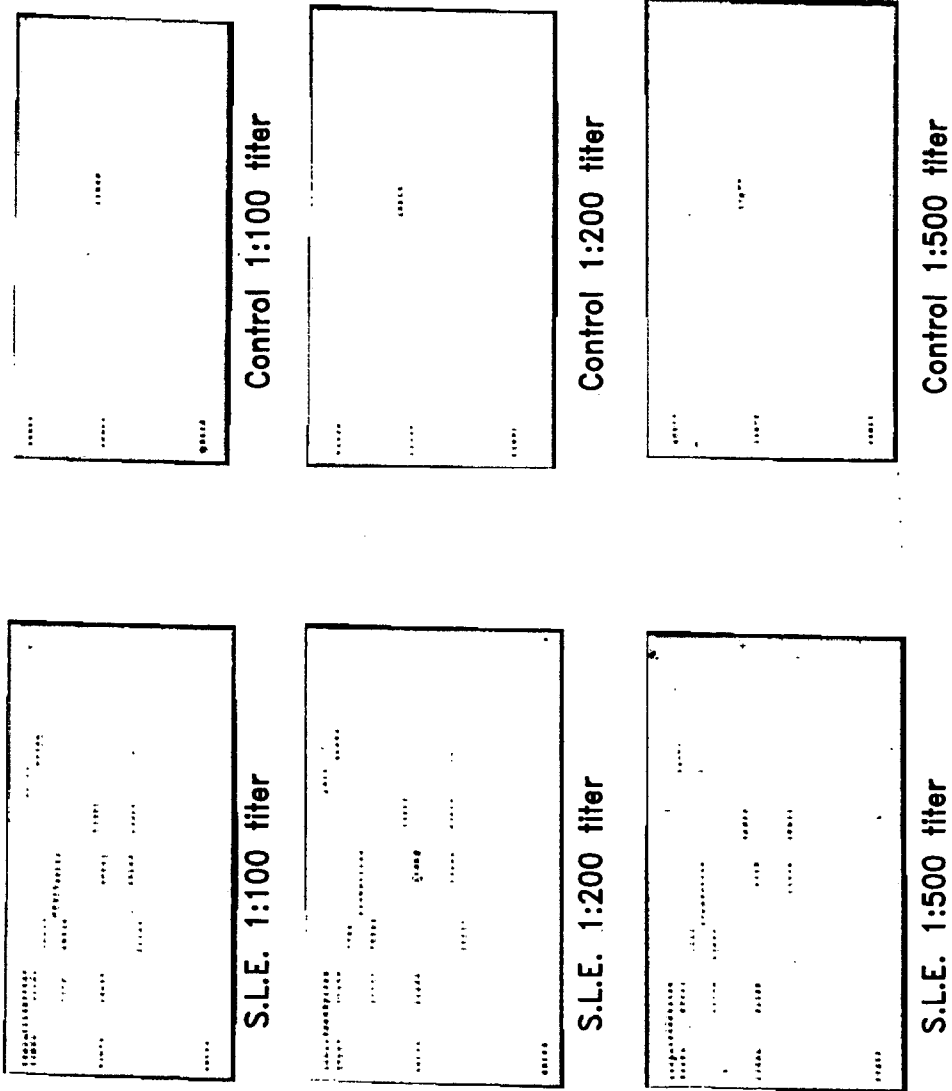 Control 1:100 titer
Control 1:200 titer
Control 1:500 titer
S.L.E. 1:100 titer
S.L.E. 1:200 titer
S.L.E. 1:500 titer